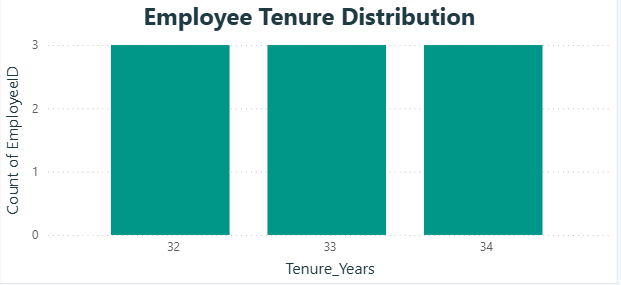 Employee Tenure Distribution
Count of EmployeeID
3
2
1
0
32
33
34
Tenure_Years